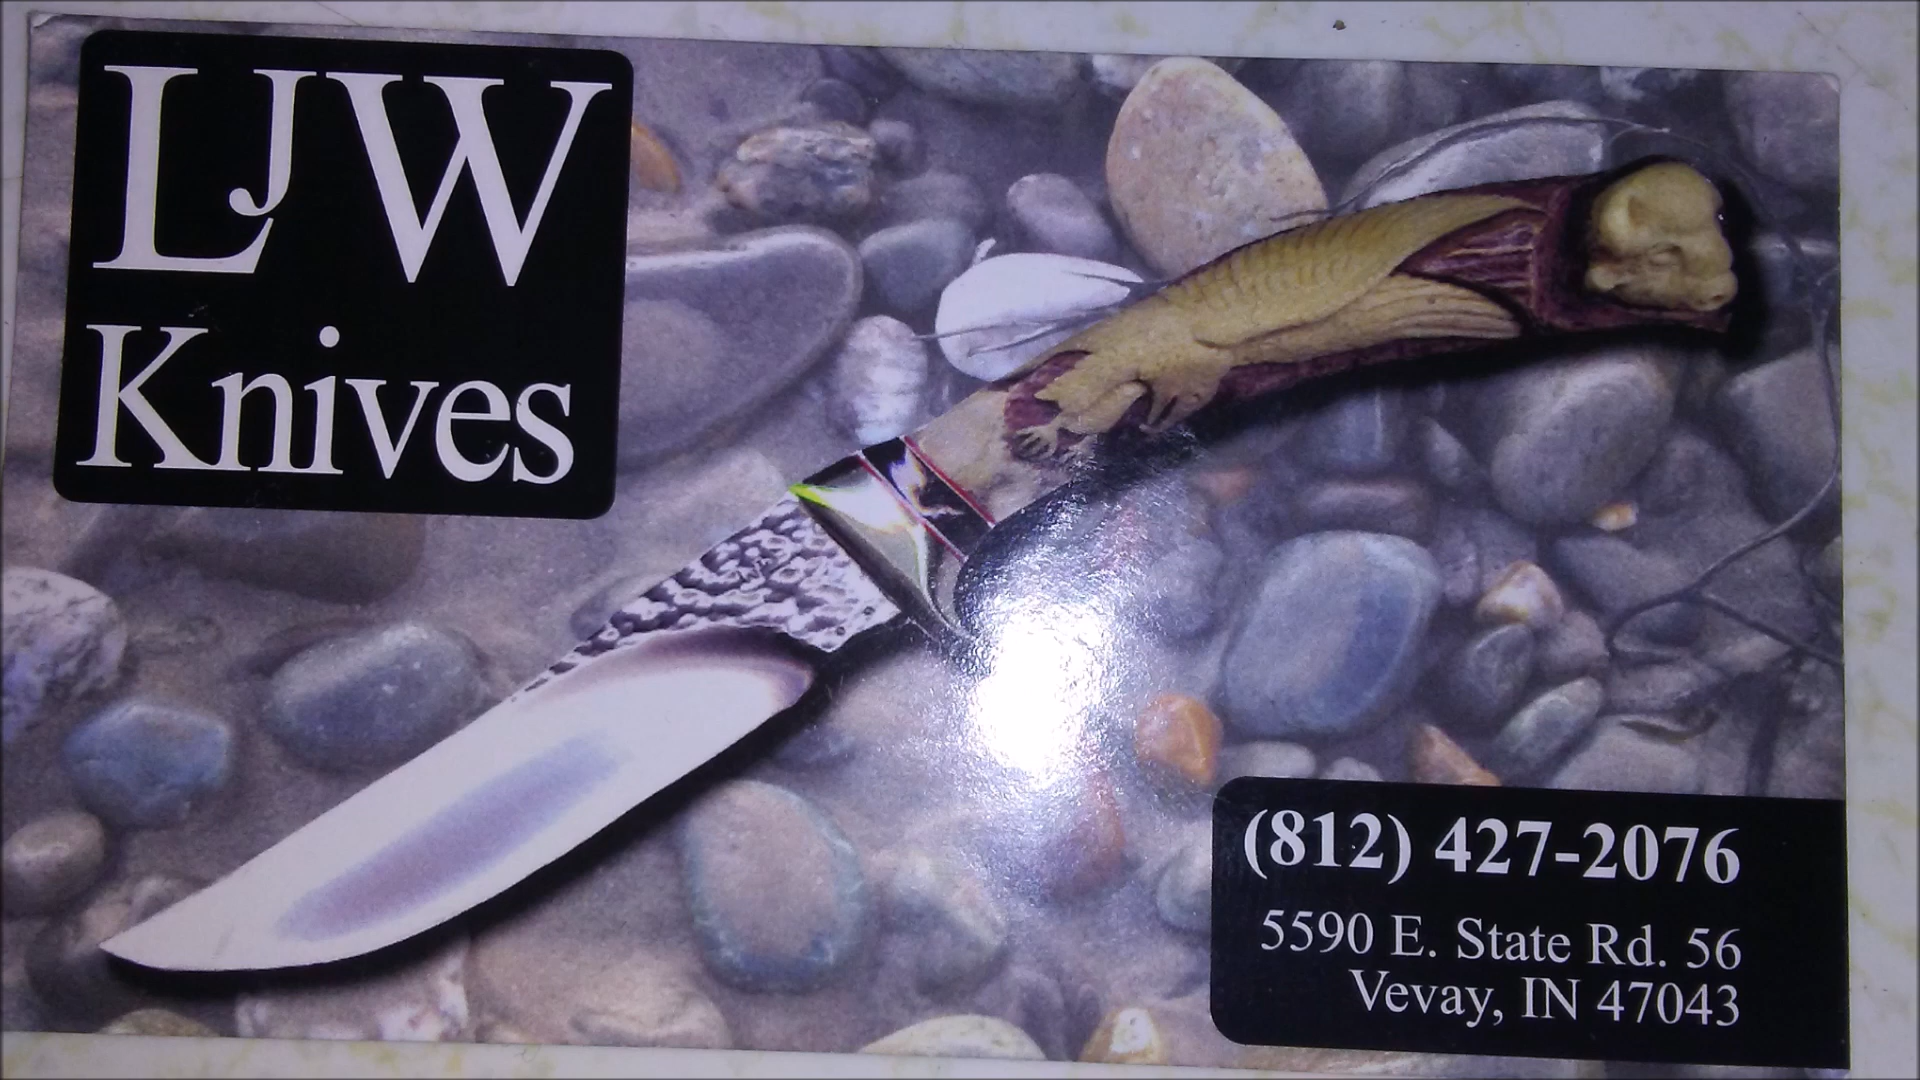 LJW
Knives
(812) 427-2076
5590 E. State Rd. 56
Vevay, IN 47043